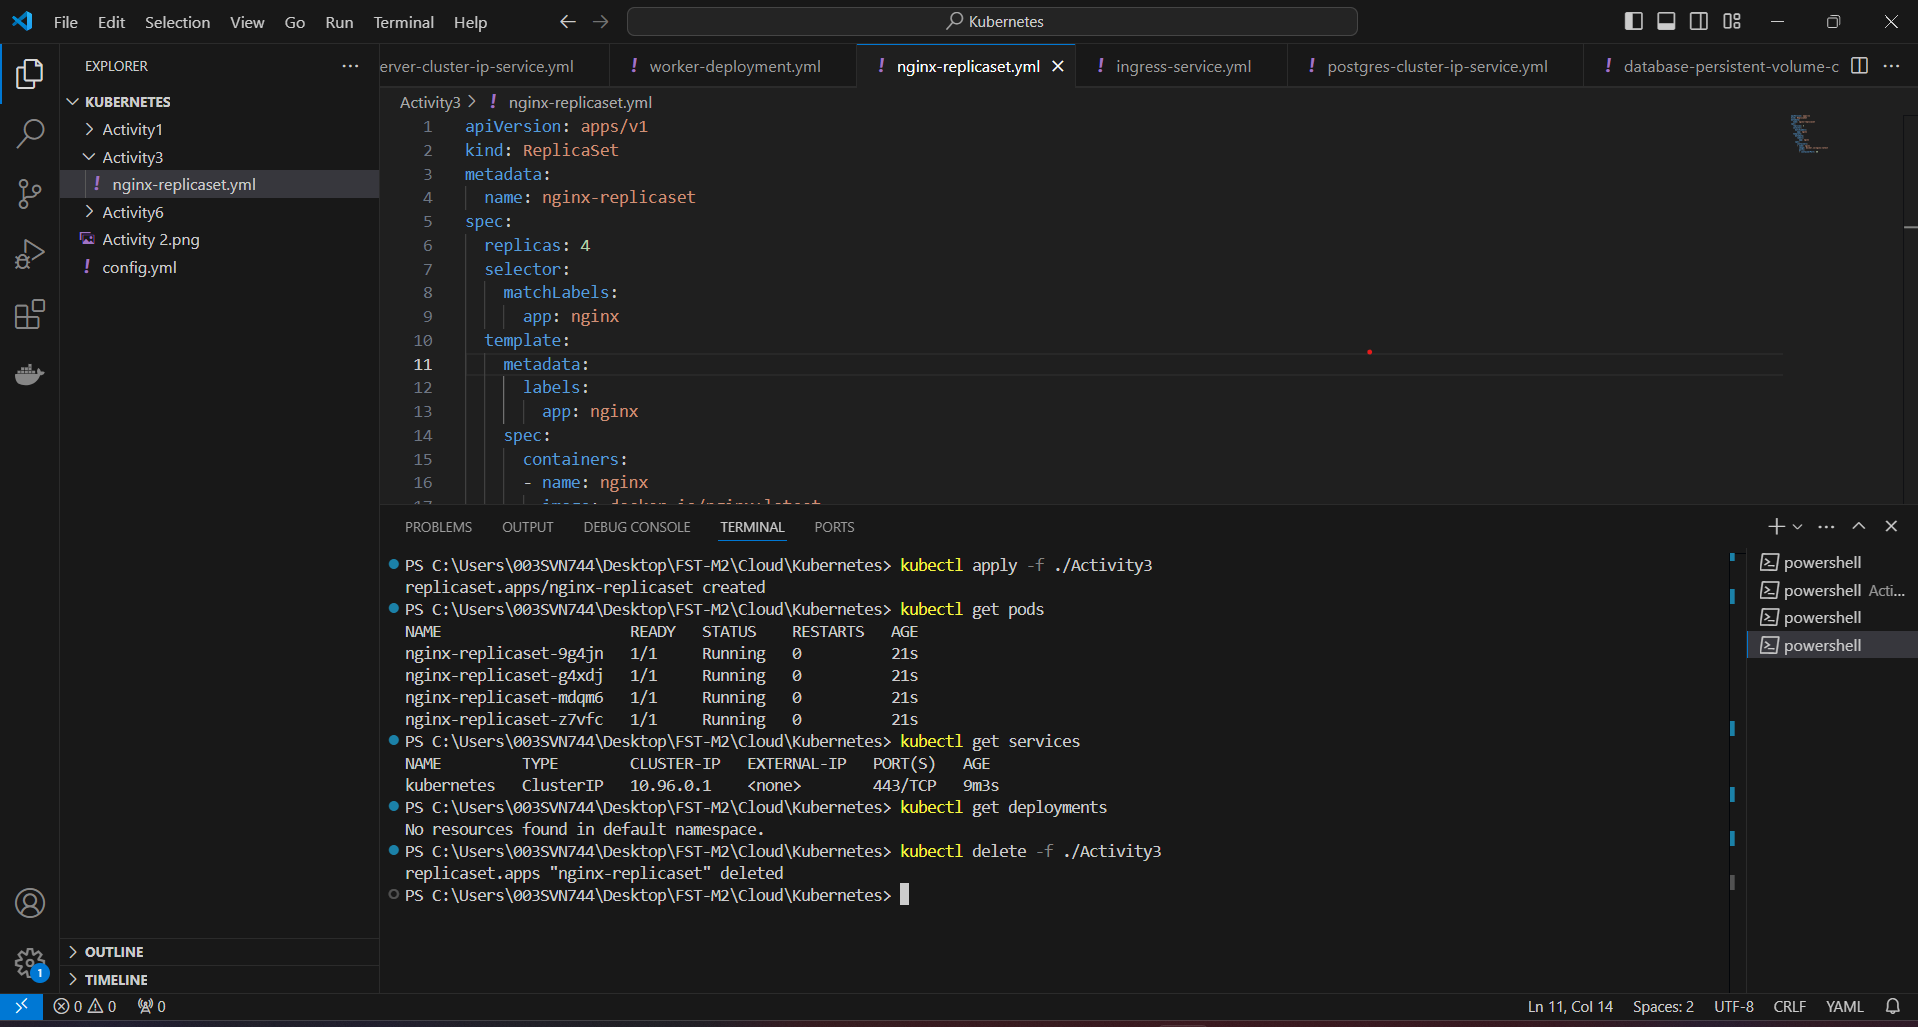 File Edit Selection View Go Run Terminal Help
Kubernetes
EXPLORER
KUBERNETES
Activity1
Activity3
! nginx-replicaset.yml
Activity6
Activity 2.png
! config.yml
OUTLINE
TIMELINE
erver-cluster-ip-service.yml
! worker-deployment.yml
! nginx-replicaset.yml
! ingress-service.yml
! postgres-cluster-ip-service.yml
! database-persistent-volume-c
Activity3 > ! nginx-replicaset.yml
1 apiVersion: apps/v1
2 kind: ReplicaSet
3 metadata:
4 name: nginx-replicaset
5 spec:
6 replicas: 4
7 selector:
8 matchLabels:
9 app: nginx
10 template:
11 metadata:
12 labels:
13 app: nginx
14 spec:
15 containers:
16 - name: nginx
17 image: docker.io/nginx:latest
PROBLEMS OUTPUT DEBUG CONSOLE TERMINAL PORTS
PS C:\Users\003SVN744\Desktop\FST-M2\Cloud\Kubernetes> kubectl apply -f ./Activity3
replicaset.apps/nginx-replicaset created
PS C:\Users\003SVN744\Desktop\FST-M2\Cloud\Kubernetes> kubectl get pods
NAME READY STATUS RESTARTS AGE
nginx-replicaset-9g4jn 1/1 Running 0 21s
nginx-replicaset-g4xdj 1/1 Running 0 21s
nginx-replicaset-mdqm6 1/1 Running 0 21s
nginx-replicaset-z7vfc 1/1 Running 0 21s
PS C:\Users\003SVN744\Desktop\FST-M2\Cloud\Kubernetes> kubectl get services
NAME TYPE CLUSTER-IP EXTERNAL-IP PORT(S) AGE
kubernetes ClusterIP 10.96.0.1 <none> 443/TCP 9m3s
PS C:\Users\003SVN744\Desktop\FST-M2\Cloud\Kubernetes> kubectl get deployments
No resources found in default namespace.
PS C:\Users\003SVN744\Desktop\FST-M2\Cloud\Kubernetes> kubectl delete -f ./Activity3
replicaset.apps "nginx-replicaset" deleted
PS C:\Users\003SVN744\Desktop\FST-M2\Cloud\Kubernetes>
powershell
powershell Acti...
powershell
powershell
1
0 0 0
Ln 11, Col 14 Spaces: 2 UTF-8 CRLF YAML